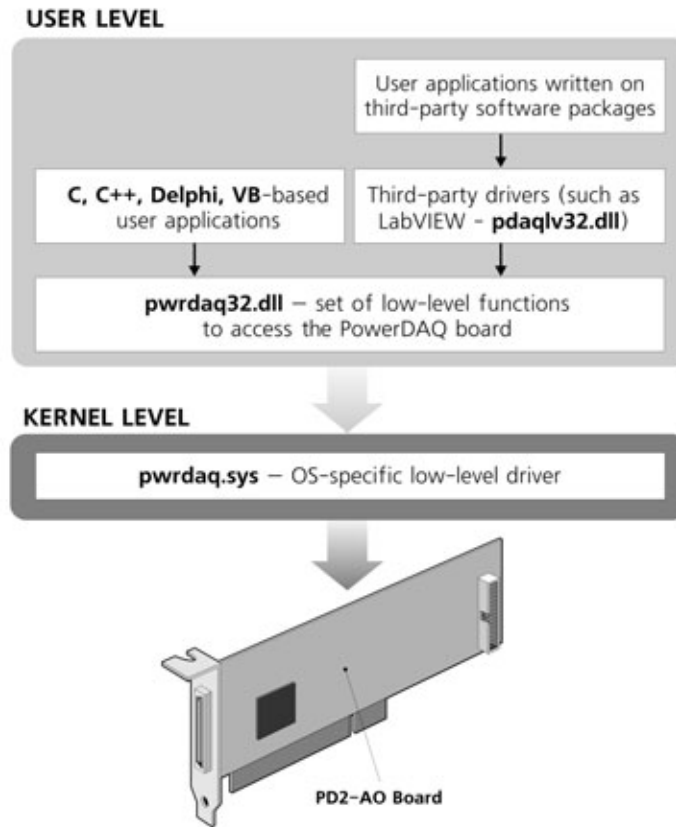 USER LEVEL
User applications written on
third-party software packages
C, C++, Delphi, VB-based
user applications
Third-party drivers (such as
LabVIEW - pdaqlv32.dll)
pwrdaq32.dll – set of low-level functions
to access the PowerDAQ board
KERNEL LEVEL
pwrdaq.sys – OS-specific low-level driver
PD2-AO Board